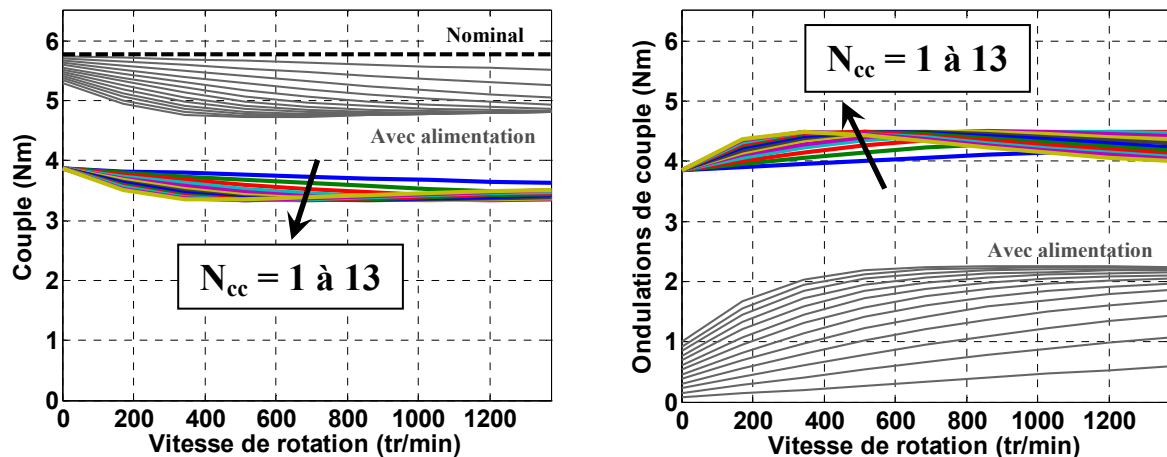 Nominal
Avec alimentation
N_cc = 1 à 13
Couple (Nm)
6
5
4
3
2
1
0
0 200 400 600 800 1000 1200
Vitesse de rotation (tr/min)
N_cc = 1 à 13
Avec alimentation
Ondulations de couple (Nm)
6
5
4
3
2
1
0
0 200 400 600 800 1000 1200
Vitesse de rotation (tr/min)